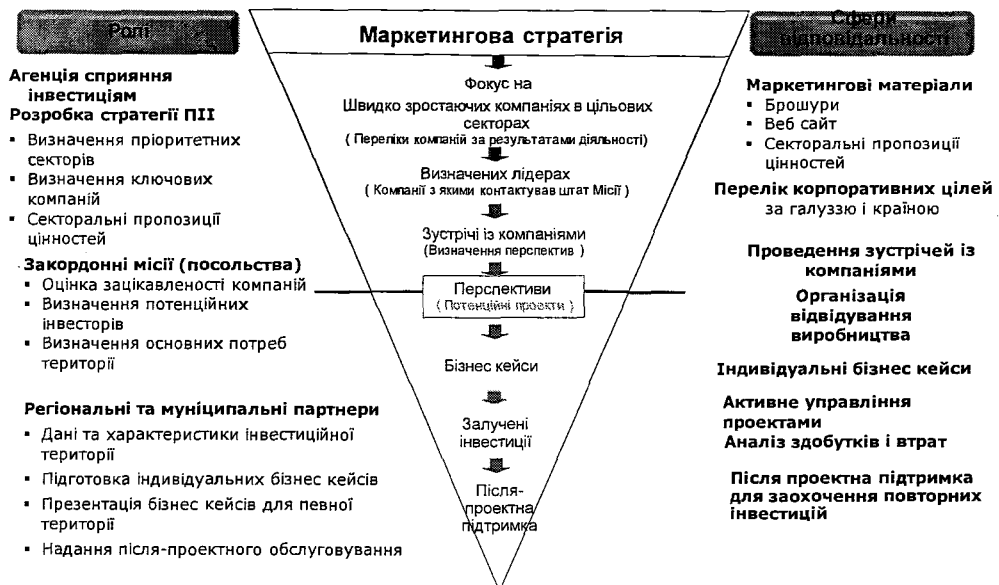 Ролі
Агенція сприяння
інвестиціям
Розробка стратегії ПІІ
▪ Визначення пріоритетних
секторів
▪ Визначення ключових
компаній
▪ Секторальні пропозиції
цінностей
Закордонні місії (посольства)
▪ Оцінка зацікавленості компаній
▪ Визначення потенційних
інвесторів
▪ Визначення основних потреб
території
Регіональні та муніципальні партнери
▪ Дані та характеристики інвестиційної
території
▪ Підготовка індивідуальних бізнес кейсів
▪ Презентація бізнес кейсів для певної
території
▪ Надання після-проектного обслуговування
Маркетингова стратегія
Фокус на
Швидко зростаючих компаніях в цільових
секторах
( Переліки компаній за результатами діяльності)
Визначених лідерах
( Компанії з якими контактував штат Місії )
Зустрічі із компаніями
(Визначення перспектив )
Перспективи
( Потенційні проекти )
Бізнес кейси
Залучені
інвестиції
Після-
проектна
підтримка
Сфери
відповідальності
Маркетингові матеріали
▪ Брошури
▪ Веб сайт
▪ Секторальні пропозиції
цінностей
Перелік корпоративних цілей
за галуззю і країною
Проведення зустрічей із
компаніями
Організація
відвідування
виробництва
Індивідуальні бізнес кейси
Активне управління
проектами
Аналіз здобутків і втрат
Після проектна підтримка
для заохочення повторних
інвестицій